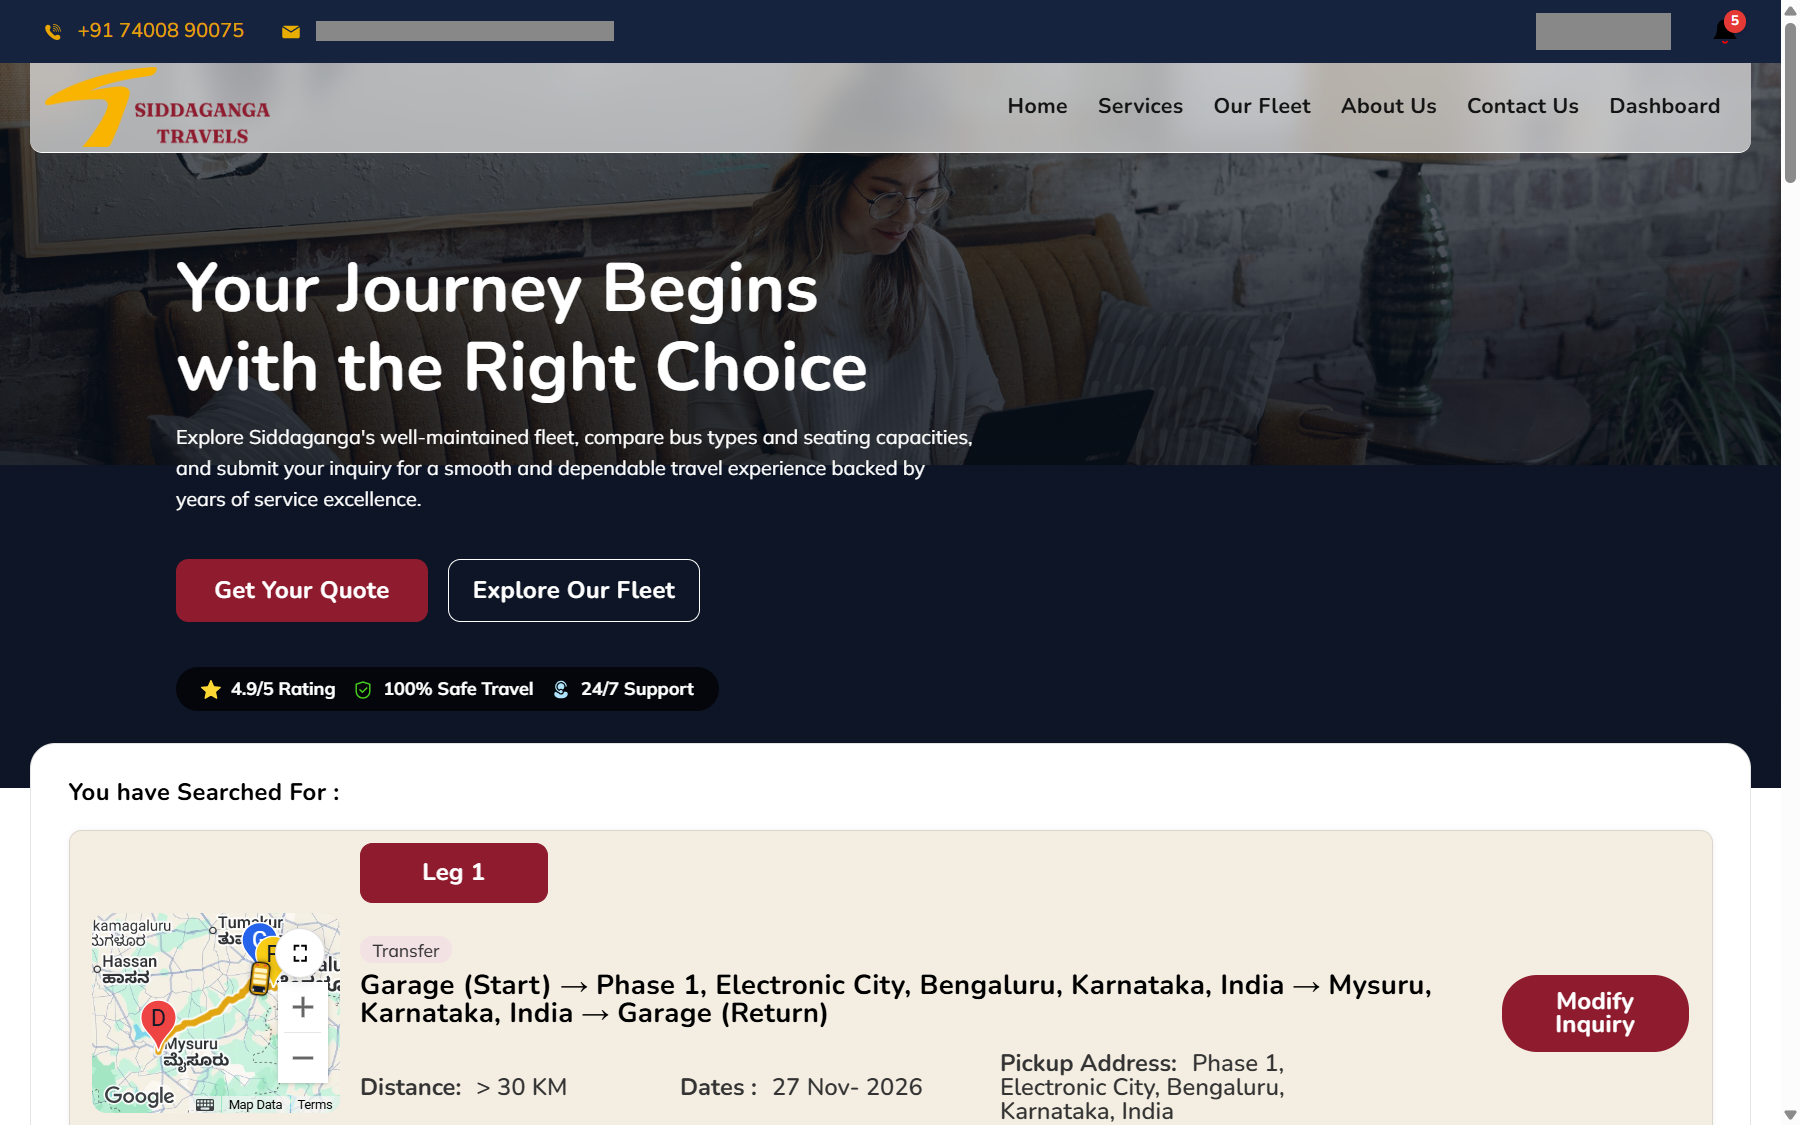 +91 74008 90075
5
SIDDAGANGA
TRAVELS
Home
Services
Our Fleet
About Us
Contact Us
Dashboard
Your Journey Begins
with the Right Choice
Explore Siddaganga's well-maintained fleet, compare bus types and seating capacities,
and submit your inquiry for a smooth and dependable travel experience backed by
years of service excellence.
Get Your Quote
Explore Our Fleet
4.9/5 Rating
100% Safe Travel
24/7 Support
You have Searched For :
Leg 1
kamagaluru
Tumakur
Hassan
ಹಾಸನ
D
Mysuru
ಮೈಸೂರು
Google
Map Data
Terms
Transfer
Garage (Start) → Phase 1, Electronic City, Bengaluru, Karnataka, India → Mysuru,
Karnataka, India → Garage (Return)
Distance: > 30 KM
Dates : 27 Nov- 2026
Pickup Address: Phase 1,
Electronic City, Bengaluru,
Karnataka, India
Modify
Inquiry